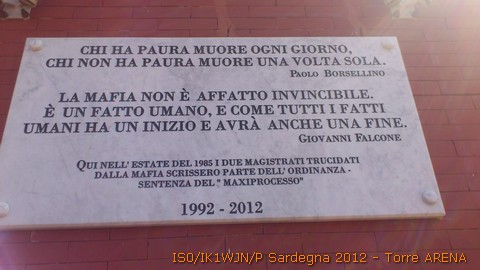 CHI HA PAURA MUORE OGNI GIORNO,
CHI NON HA PAURA MUORE UNA VOLTA SOLA.
PAOLO BORSELLINO
LA MAFIA NON È AFFATTO INVINCIBILE.
È UN FATTO UMANO, E COME TUTTI I FATTI
UMANI HA UN INIZIO E AVRÀ ANCHE UNA FINE.
GIOVANNI FALCONE
QUI NELL' ESTATE DEL 1985 I DUE MAGISTRATI TRUCIDATI
DALLA MAFIA SCRISSERO PARTE DELL' ORDINANZA -
SENTENZA DEL " MAXIPROCESSO"
1992 - 2012
IS0/IK1WJN/P Sardegna 2012 - Torre ARENA